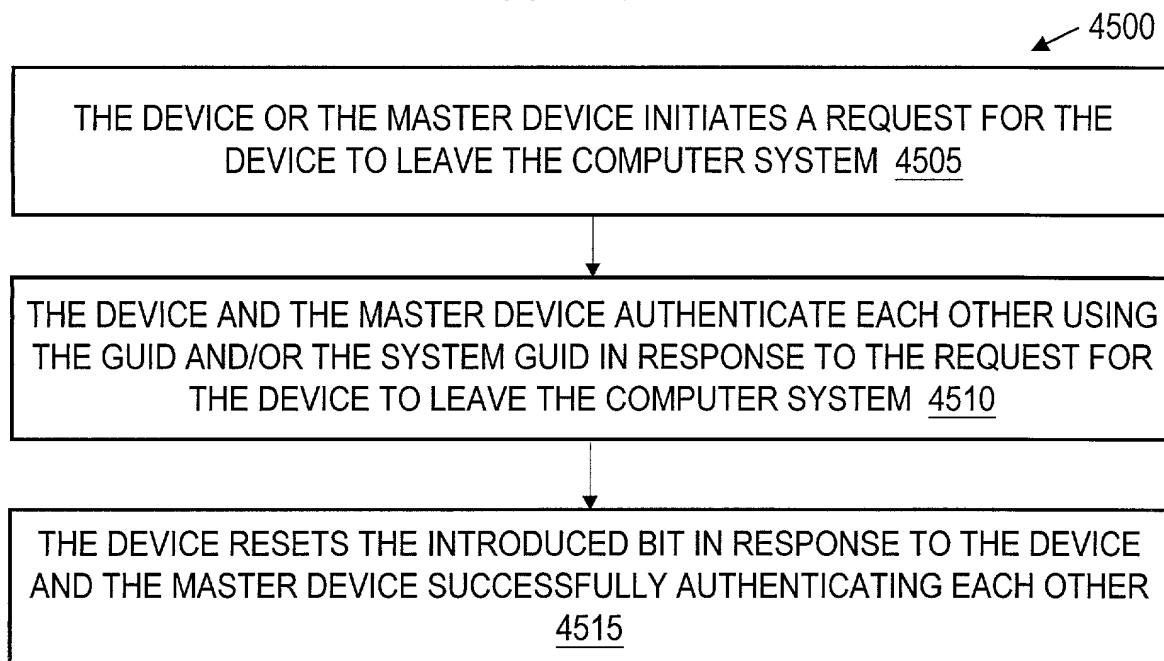 4500
THE DEVICE OR THE MASTER DEVICE INITIATES A REQUEST FOR THE
DEVICE TO LEAVE THE COMPUTER SYSTEM 4505
THE DEVICE AND THE MASTER DEVICE AUTHENTICATE EACH OTHER USING
THE GUID AND/OR THE SYSTEM GUID IN RESPONSE TO THE REQUEST FOR
THE DEVICE TO LEAVE THE COMPUTER SYSTEM 4510
THE DEVICE RESETS THE INTRODUCED BIT IN RESPONSE TO THE DEVICE
AND THE MASTER DEVICE SUCCESSFULLY AUTHENTICATING EACH OTHER
4515